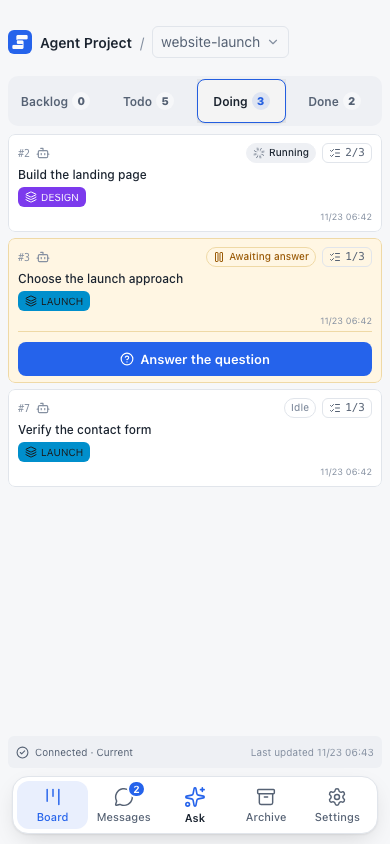 Agent Project / website-launch
Backlog 0 Todo 5 Doing 3 Done 2
#2 Running 2/3
Build the landing page
DESIGN
11/23 06:42
#3 Awaiting answer 1/3
Choose the launch approach
LAUNCH
11/23 06:42
Answer the question
#7 Idle 1/3
Verify the contact form
LAUNCH
11/23 06:42
Connected · Current Last updated 11/23 06:43
2
Board Messages Ask Archive Settings